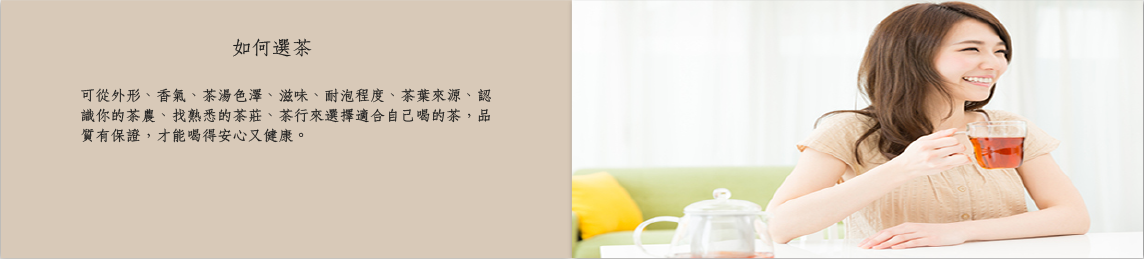 如何選茶
可從外形、香氣、茶湯色澤、滋味、耐泡程度、茶葉來源、認
識你的茶農、找熟悉的茶莊、茶行來選擇適合自己喝的茶，品
質有保證，才能喝得安心又健康。